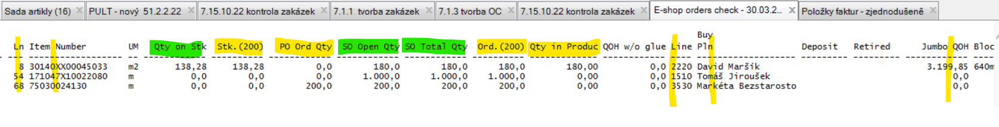 Sada artikly (16) × PULT - nový 51.2.2.22 × 7.15.10.22 kontrola zakázek × 7.1.1 tvorba zakázek × 7.1.3 tvorba OC × 7.15.10.22 kontrola zakázek × E-shop orders check - 30.03.2... × Položky faktur - zjednodušeně ×
Buy
Ln Item Number UM Qty on Stk Stk.(200) PO Ord Qty SO Open Qty SO Total Qty Ord.(200) Qty in Produc QOH w/o glue Line Pln Deposit Retired Jumbo QOH Bloc
8 30140XX00045033 m2 138,28 138,28 0,0 180,0 180,0 180,0 180,00 0,0 2220 David Maršík 3.199,85 640m
54 171047X10022080 m 0,0 0,0 0,0 1.000,0 1.000,0 1.000,0 0,00 0,0 1510 Tomáš Jiroušek 0,0
68 75030024130 m 0,0 0,0 200,0 200,0 200,0 200,0 0,00 0,0 3530 Markéta Bezstarosto 0,0